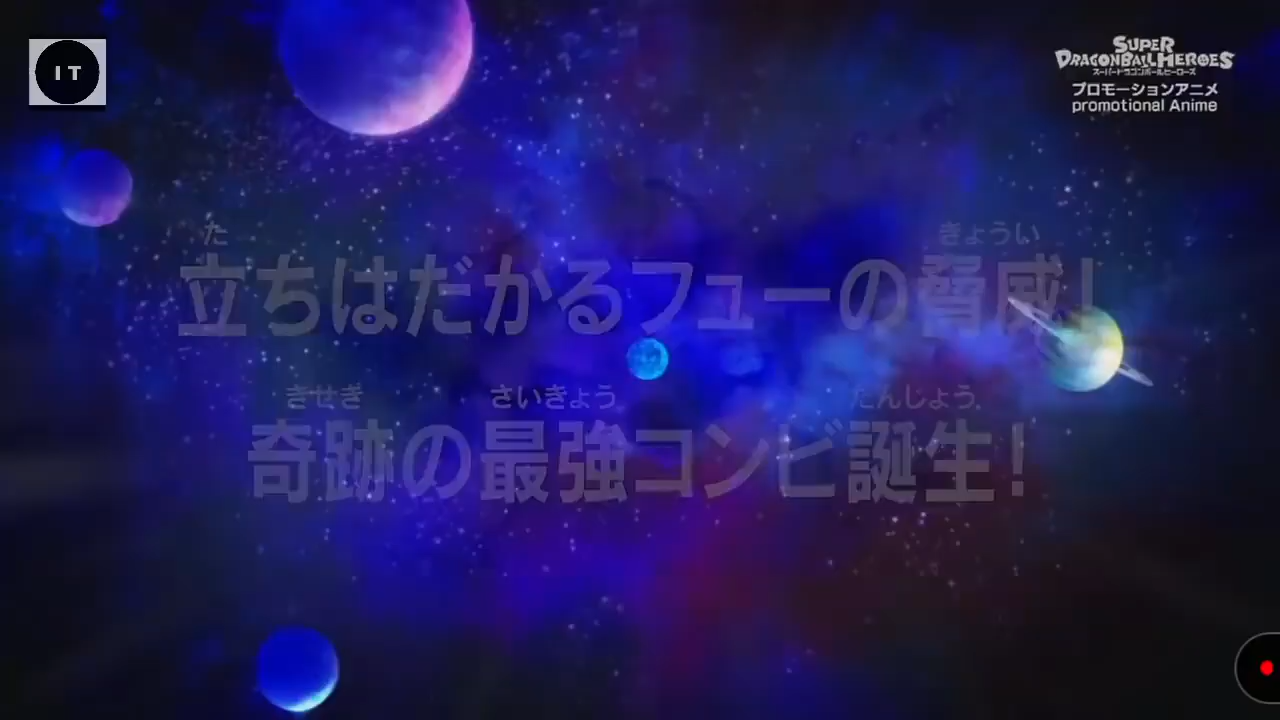 IT
SUPER
DRAGONBALL HEROES
スーパードラゴンボールヒーローズ
プロモーションアニメ
promotional Anime
た
きょうい
立ちはだかるフューの脅威!
きせき
さいきょう
たんじょう
奇跡の最強コンビ誕生!